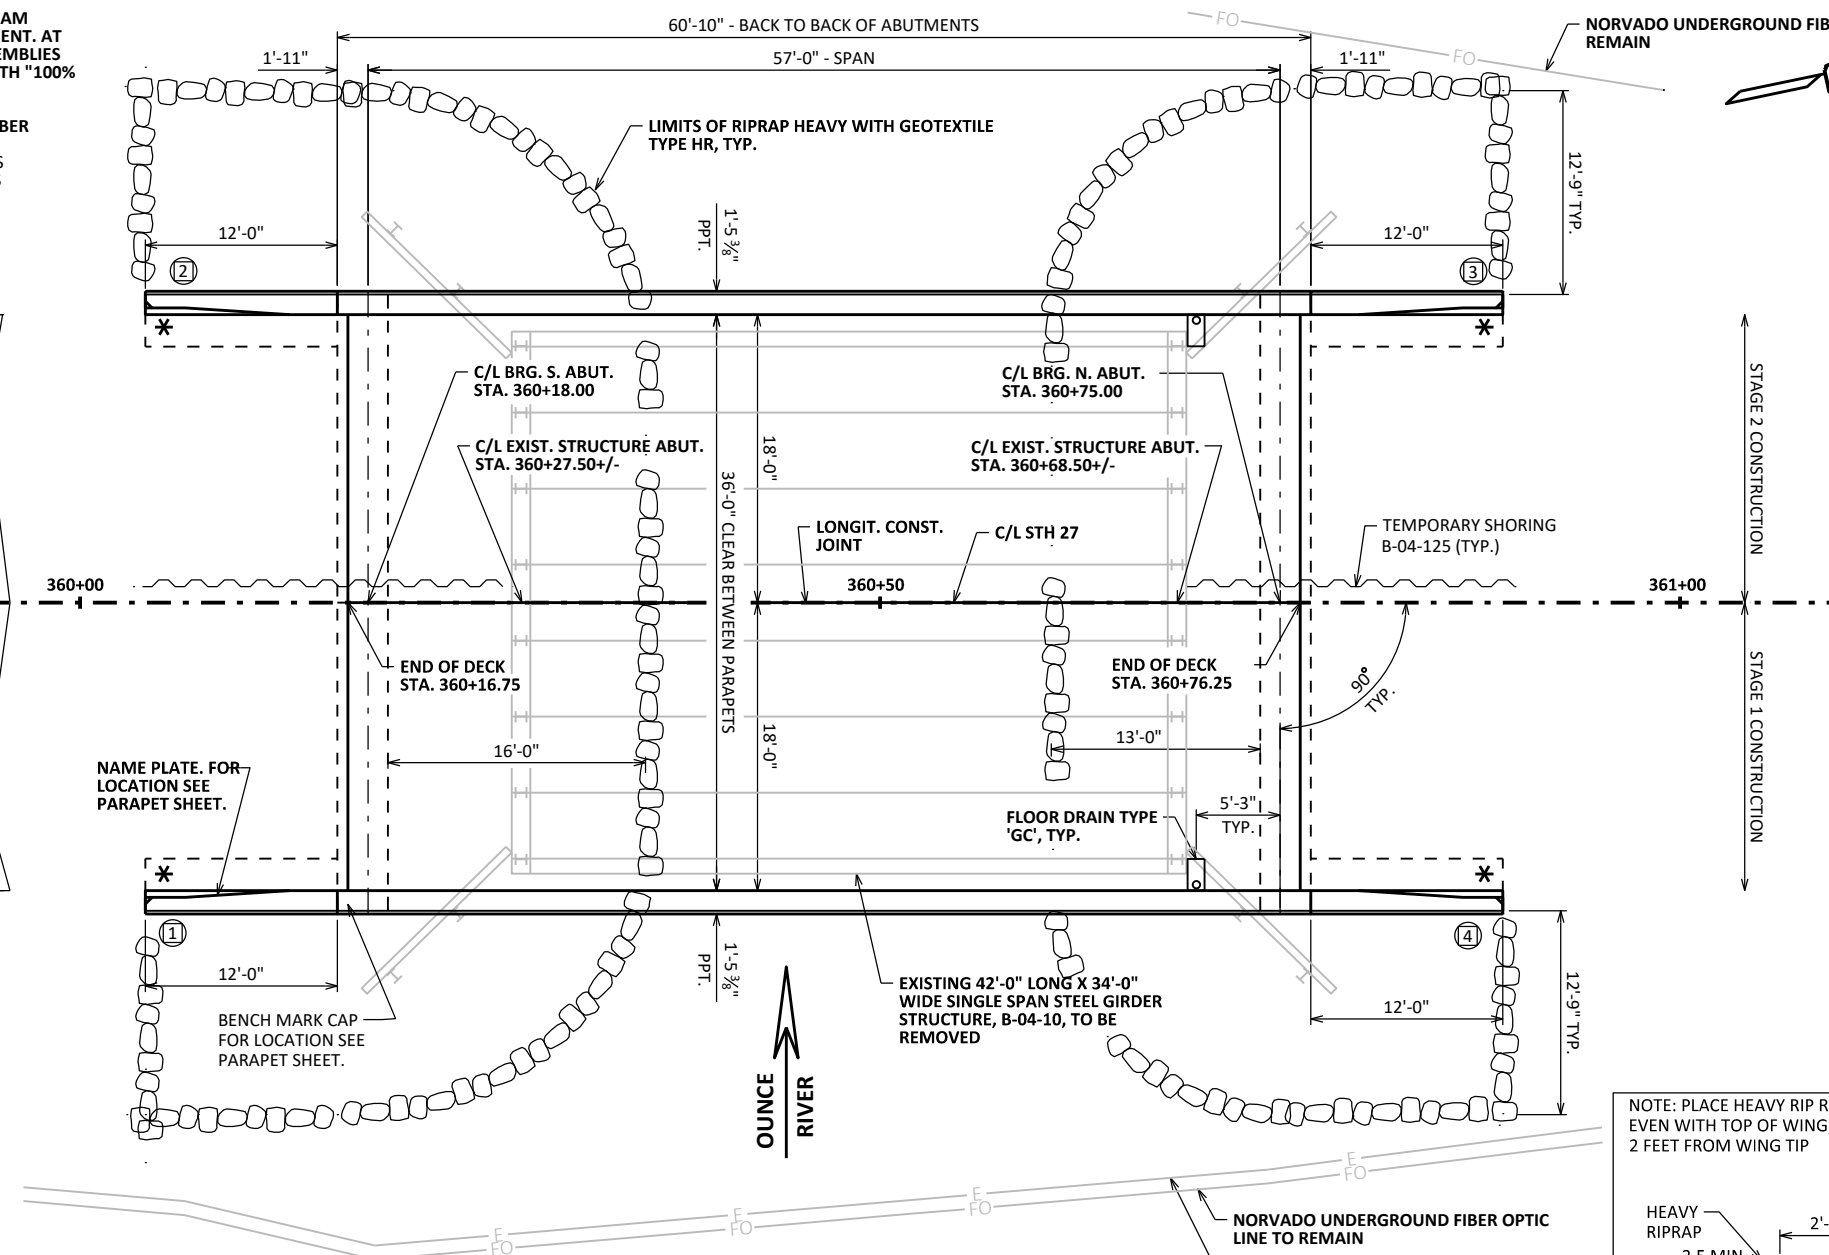 AM
ENT. AT
EMBLIES
TH "100%
BER
S
60'-10" - BACK TO BACK OF ABUTMENTS
57'-0" - SPAN
1'-11"
1'-11"
FO
FO
NORVADO UNDERGROUND FIB
REMAIN
LIMITS OF RIPRAP HEAVY WITH GEOTEXTILE
TYPE HR, TYP.
12'-9" TYP.
1'-5 3/8"
PPT.
12'-0"
12'-0"
2
3
*
*
C/L BRG. S. ABUT.
STA. 360+18.00
C/L BRG. N. ABUT.
STA. 360+75.00
C/L EXIST. STRUCTURE ABUT.
STA. 360+27.50+/-
C/L EXIST. STRUCTURE ABUT.
STA. 360+68.50+/-
18'-0"
36'-0" CLEAR BETWEEN PARAPETS
STAGE 2 CONSTRUCTION
LONGIT. CONST.
JOINT
C/L STH 27
TEMPORARY SHORING
B-04-125 (TYP.)
360+00
360+50
361+00
END OF DECK
STA. 360+16.75
END OF DECK
STA. 360+76.25
90°
TYP.
STAGE 1 CONSTRUCTION
18'-0"
16'-0"
13'-0"
NAME PLATE. FOR
LOCATION SEE
PARAPET SHEET.
FLOOR DRAIN TYPE
'GC', TYP.
5'-3"
TYP.
*
*
1
4
1'-5 3/8"
PPT.
12'-0"
12'-0"
12'-9" TYP.
BENCH MARK CAP
FOR LOCATION SEE
PARAPET SHEET.
EXISTING 42'-0" LONG X 34'-0"
WIDE SINGLE SPAN STEEL GIRDER
STRUCTURE, B-04-10, TO BE
REMOVED
OUNCE
RIVER
NOTE: PLACE HEAVY RIP R
EVEN WITH TOP OF WING,
2 FEET FROM WING TIP
E
FO
E
FO
E
FO
E
FO
NORVADO UNDERGROUND FIBER OPTIC
LINE TO REMAIN
HEAVY
RIPRAP
2'-